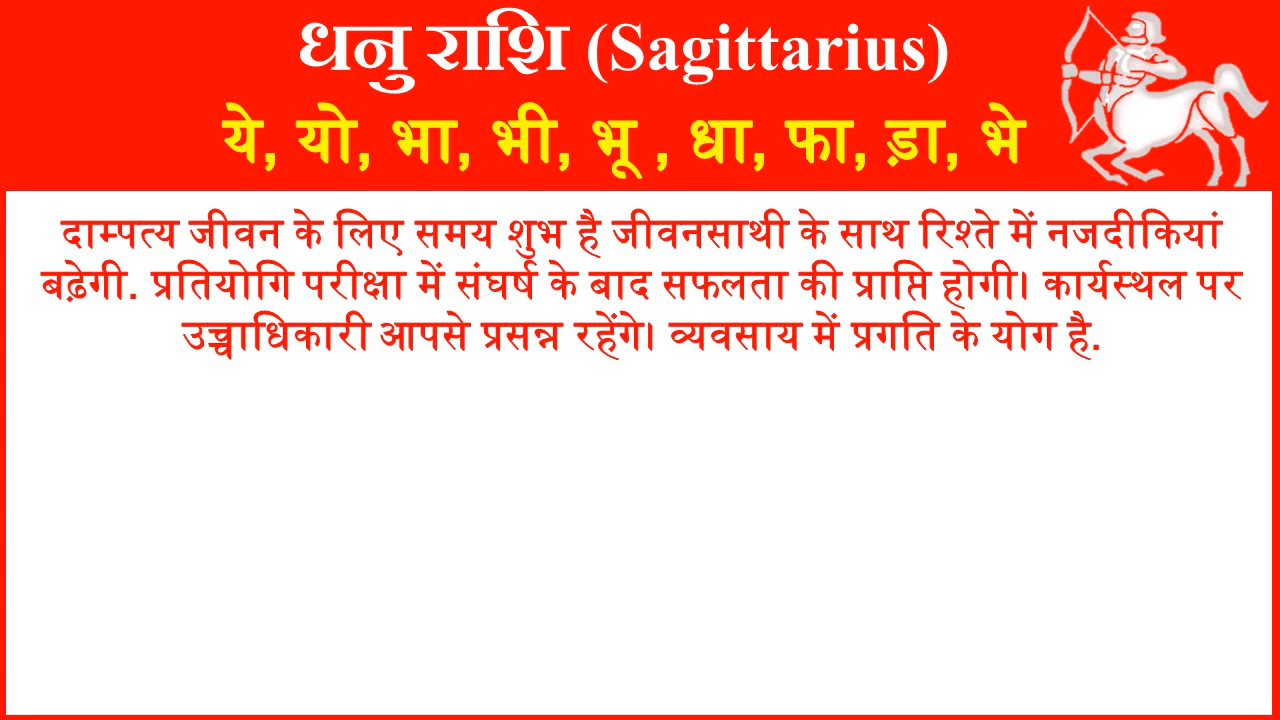 धनु राशि (Sagittarius)
ये, यो, भा, भी, भू , धा, फा, ड़ा, भे
दाम्पत्य जीवन के लिए समय शुभ है जीवनसाथी के साथ रिश्ते में नजदीकियां
बढ़ेगी. प्रतियोगि परीक्षा में संघर्ष के बाद सफलता की प्राप्ति होगी। कार्यस्थल पर
उच्चाधिकारी आपसे प्रसन्न रहेंगे। व्यवसाय में प्रगति के योग है.